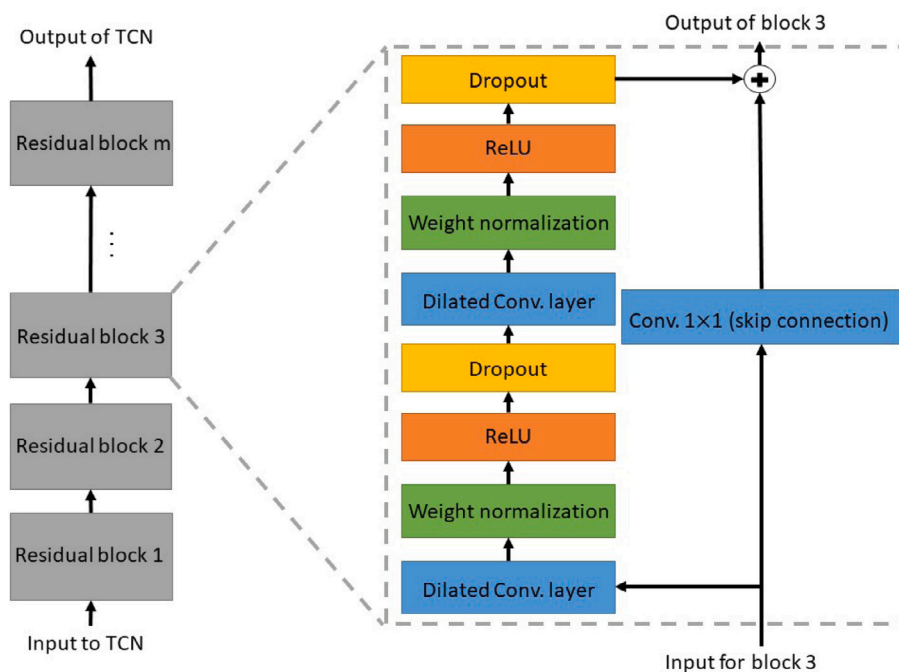 Output of TCN
Residual block m
⋮
Residual block 3
Residual block 2
Residual block 1
Input to TCN
Output of block 3
Dropout
+
ReLU
Weight normalization
Dilated Conv. layer
Conv. 1×1 (skip connection)
Dropout
ReLU
Weight normalization
Dilated Conv. layer
Input for block 3